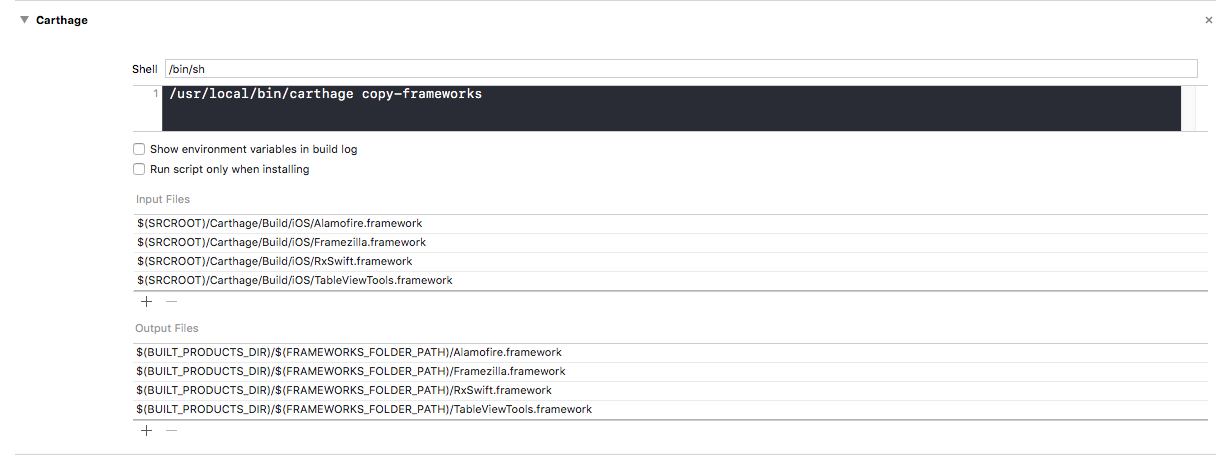 Carthage
Shell /bin/sh
1 /usr/local/bin/carthage copy-frameworks
Show environment variables in build log
Run script only when installing
Input Files
$(SRCROOT)/Carthage/Build/iOS/Alamofire.framework
$(SRCROOT)/Carthage/Build/iOS/Framezilla.framework
$(SRCROOT)/Carthage/Build/iOS/RxSwift.framework
$(SRCROOT)/Carthage/Build/iOS/TableViewTools.framework
Output Files
$(BUILT_PRODUCTS_DIR)/$(FRAMEWORKS_FOLDER_PATH)/Alamofire.framework
$(BUILT_PRODUCTS_DIR)/$(FRAMEWORKS_FOLDER_PATH)/Framezilla.framework
$(BUILT_PRODUCTS_DIR)/$(FRAMEWORKS_FOLDER_PATH)/RxSwift.framework
$(BUILT_PRODUCTS_DIR)/$(FRAMEWORKS_FOLDER_PATH)/TableViewTools.framework